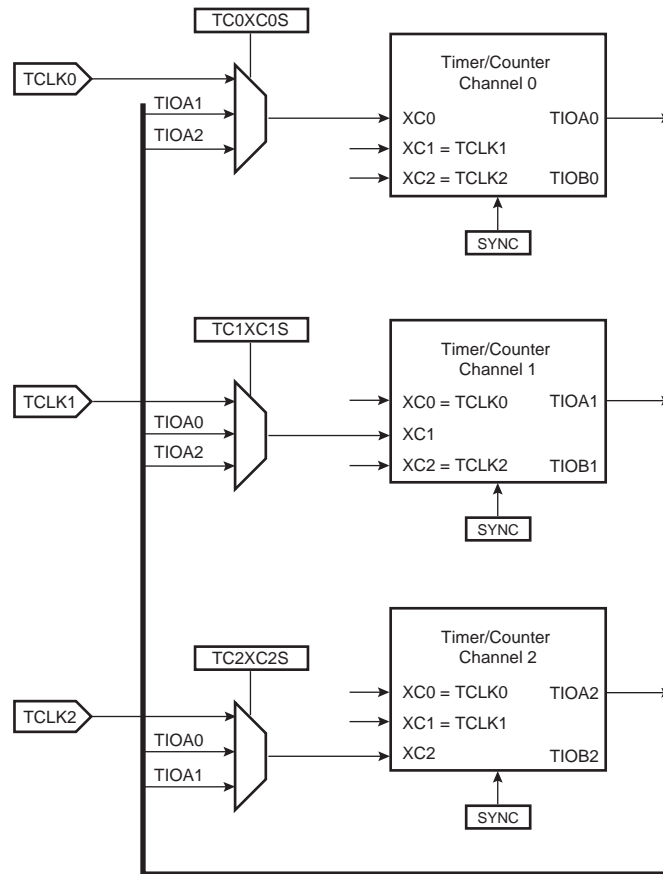 TC0XC0S
TCLK0
TIOA1
TIOA2
Timer/Counter
Channel 0
XC0
TIOA0
XC1 = TCLK1
XC2 = TCLK2
TIOB0
SYNC
TC1XC1S
TCLK1
TIOA0
TIOA2
Timer/Counter
Channel 1
XC0 = TCLK0
TIOA1
XC1
XC2 = TCLK2
TIOB1
SYNC
TC2XC2S
TCLK2
TIOA0
TIOA1
Timer/Counter
Channel 2
XC0 = TCLK0
TIOA2
XC1 = TCLK1
XC2
TIOB2
SYNC